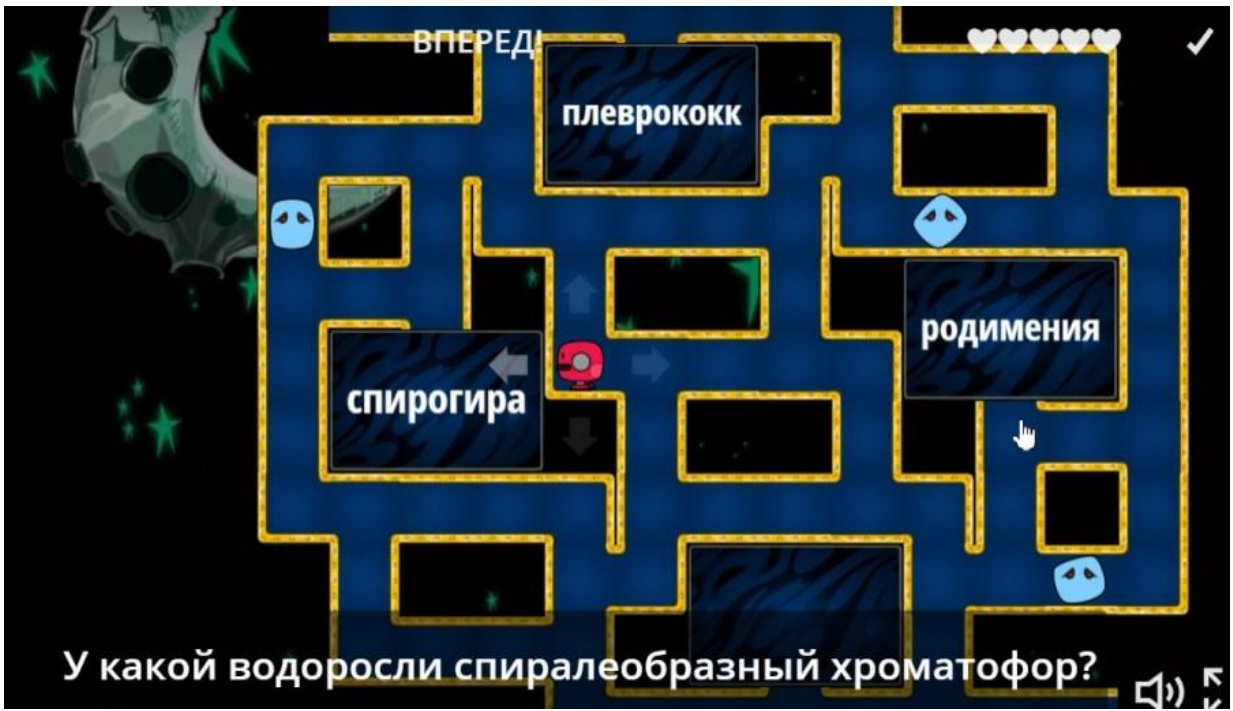 ВПЕРЕД!
плеврококк
родимения
спирогира
У какой водоросли спиралеобразный хроматофор?